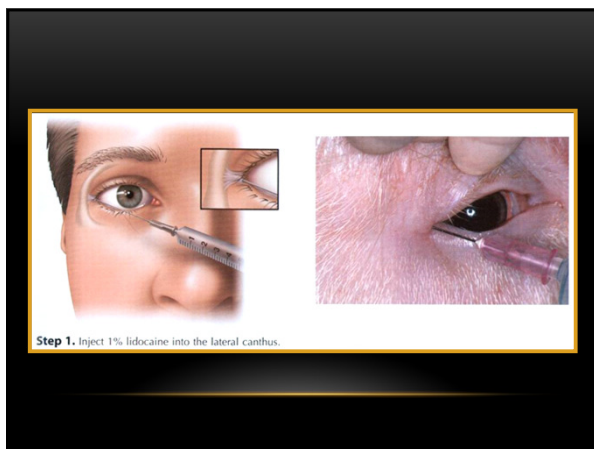 Step 1. Inject 1% lidocaine into the lateral canthus.